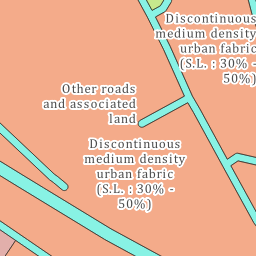 Discontinuous
medium density
urban fabric
(S.L. : 30% -
50%)
Other roads
and associated
land
Discontinuous
medium density
urban fabric
(S.L. : 30% -
50%)